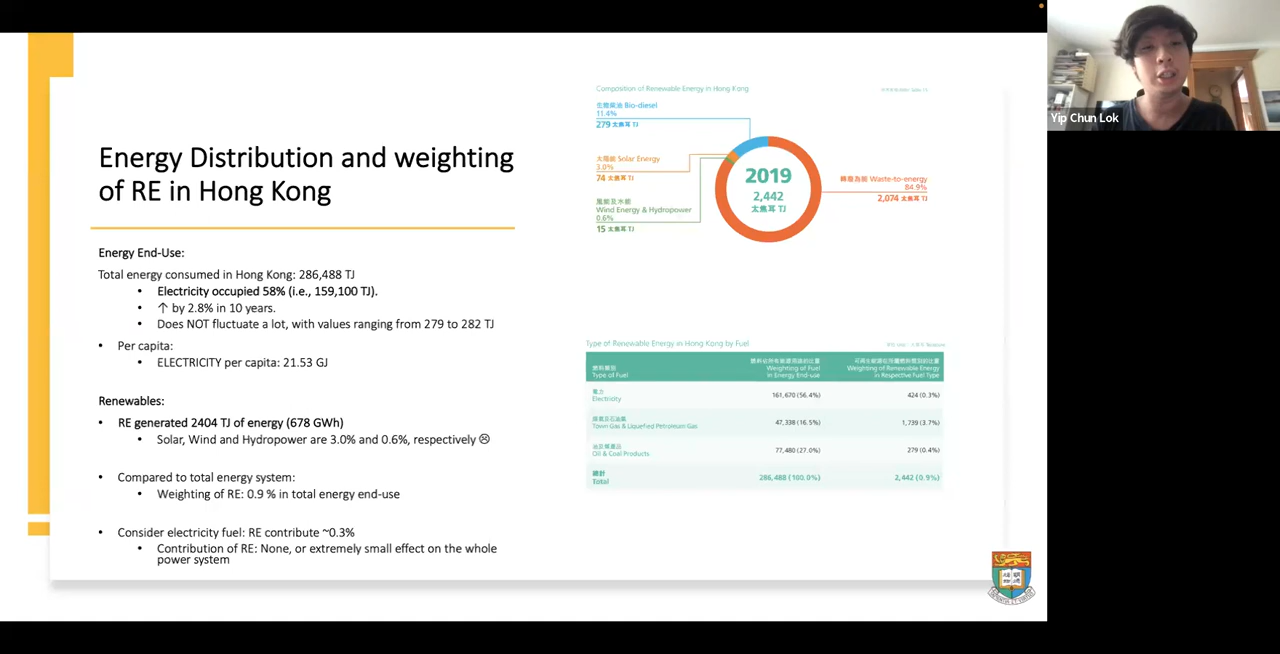 Energy Distribution and weighting
of RE in Hong Kong
Energy End-Use:
Total energy consumed in Hong Kong: 286,488 TJ
• Electricity occupied 58% (i.e., 159,100 TJ).
• ↑ by 2.8% in 10 years.
• Does NOT fluctuate a lot, with values ranging from 279 to 282 TJ
• Per capita:
• ELECTRICITY per capita: 21.53 GJ
Renewables:
• RE generated 2404 TJ of energy (678 GWh)
• Solar, Wind and Hydropower are 3.0% and 0.6%, respectively ☹
• Compared to total energy system:
• Weighting of RE: 0.9 % in total energy end-use
• Consider electricity fuel: RE contribute ~0.3%
• Contribution of RE: None, or extremely small effect on the whole
power system
Composition of Renewable Energy in Hong Kong
生物柴油 Bio-diesel
11.4%
279 太焦耳 TJ
太陽能 Solar Energy
3.0%
74 太焦耳 TJ
風能及水能
Wind Energy & Hydropower
0.6%
15 太焦耳 TJ
2019
2,442
太焦耳 TJ
轉廢為能 Waste-to-energy
84.9%
2,074 太焦耳 TJ
Type of Renewable Energy in Hong Kong by Fuel
燃料類別
Type of Fuel
Weighting of Fuel
in Energy End-use
Weighting of Renewable Energy
in Respective Fuel Type
電力
Electricity
161,670 (56.4%)
424 (0.3%)
Town Gas & Liquefied Petroleum Gas
47,338 (16.5%)
1,739 (3.7%)
Oil & Coal Products
77,480 (27.0%)
279 (0.4%)
總計
Total
286,488 (100.0%)
2,442 (0.9%)
Yip Chun Lok